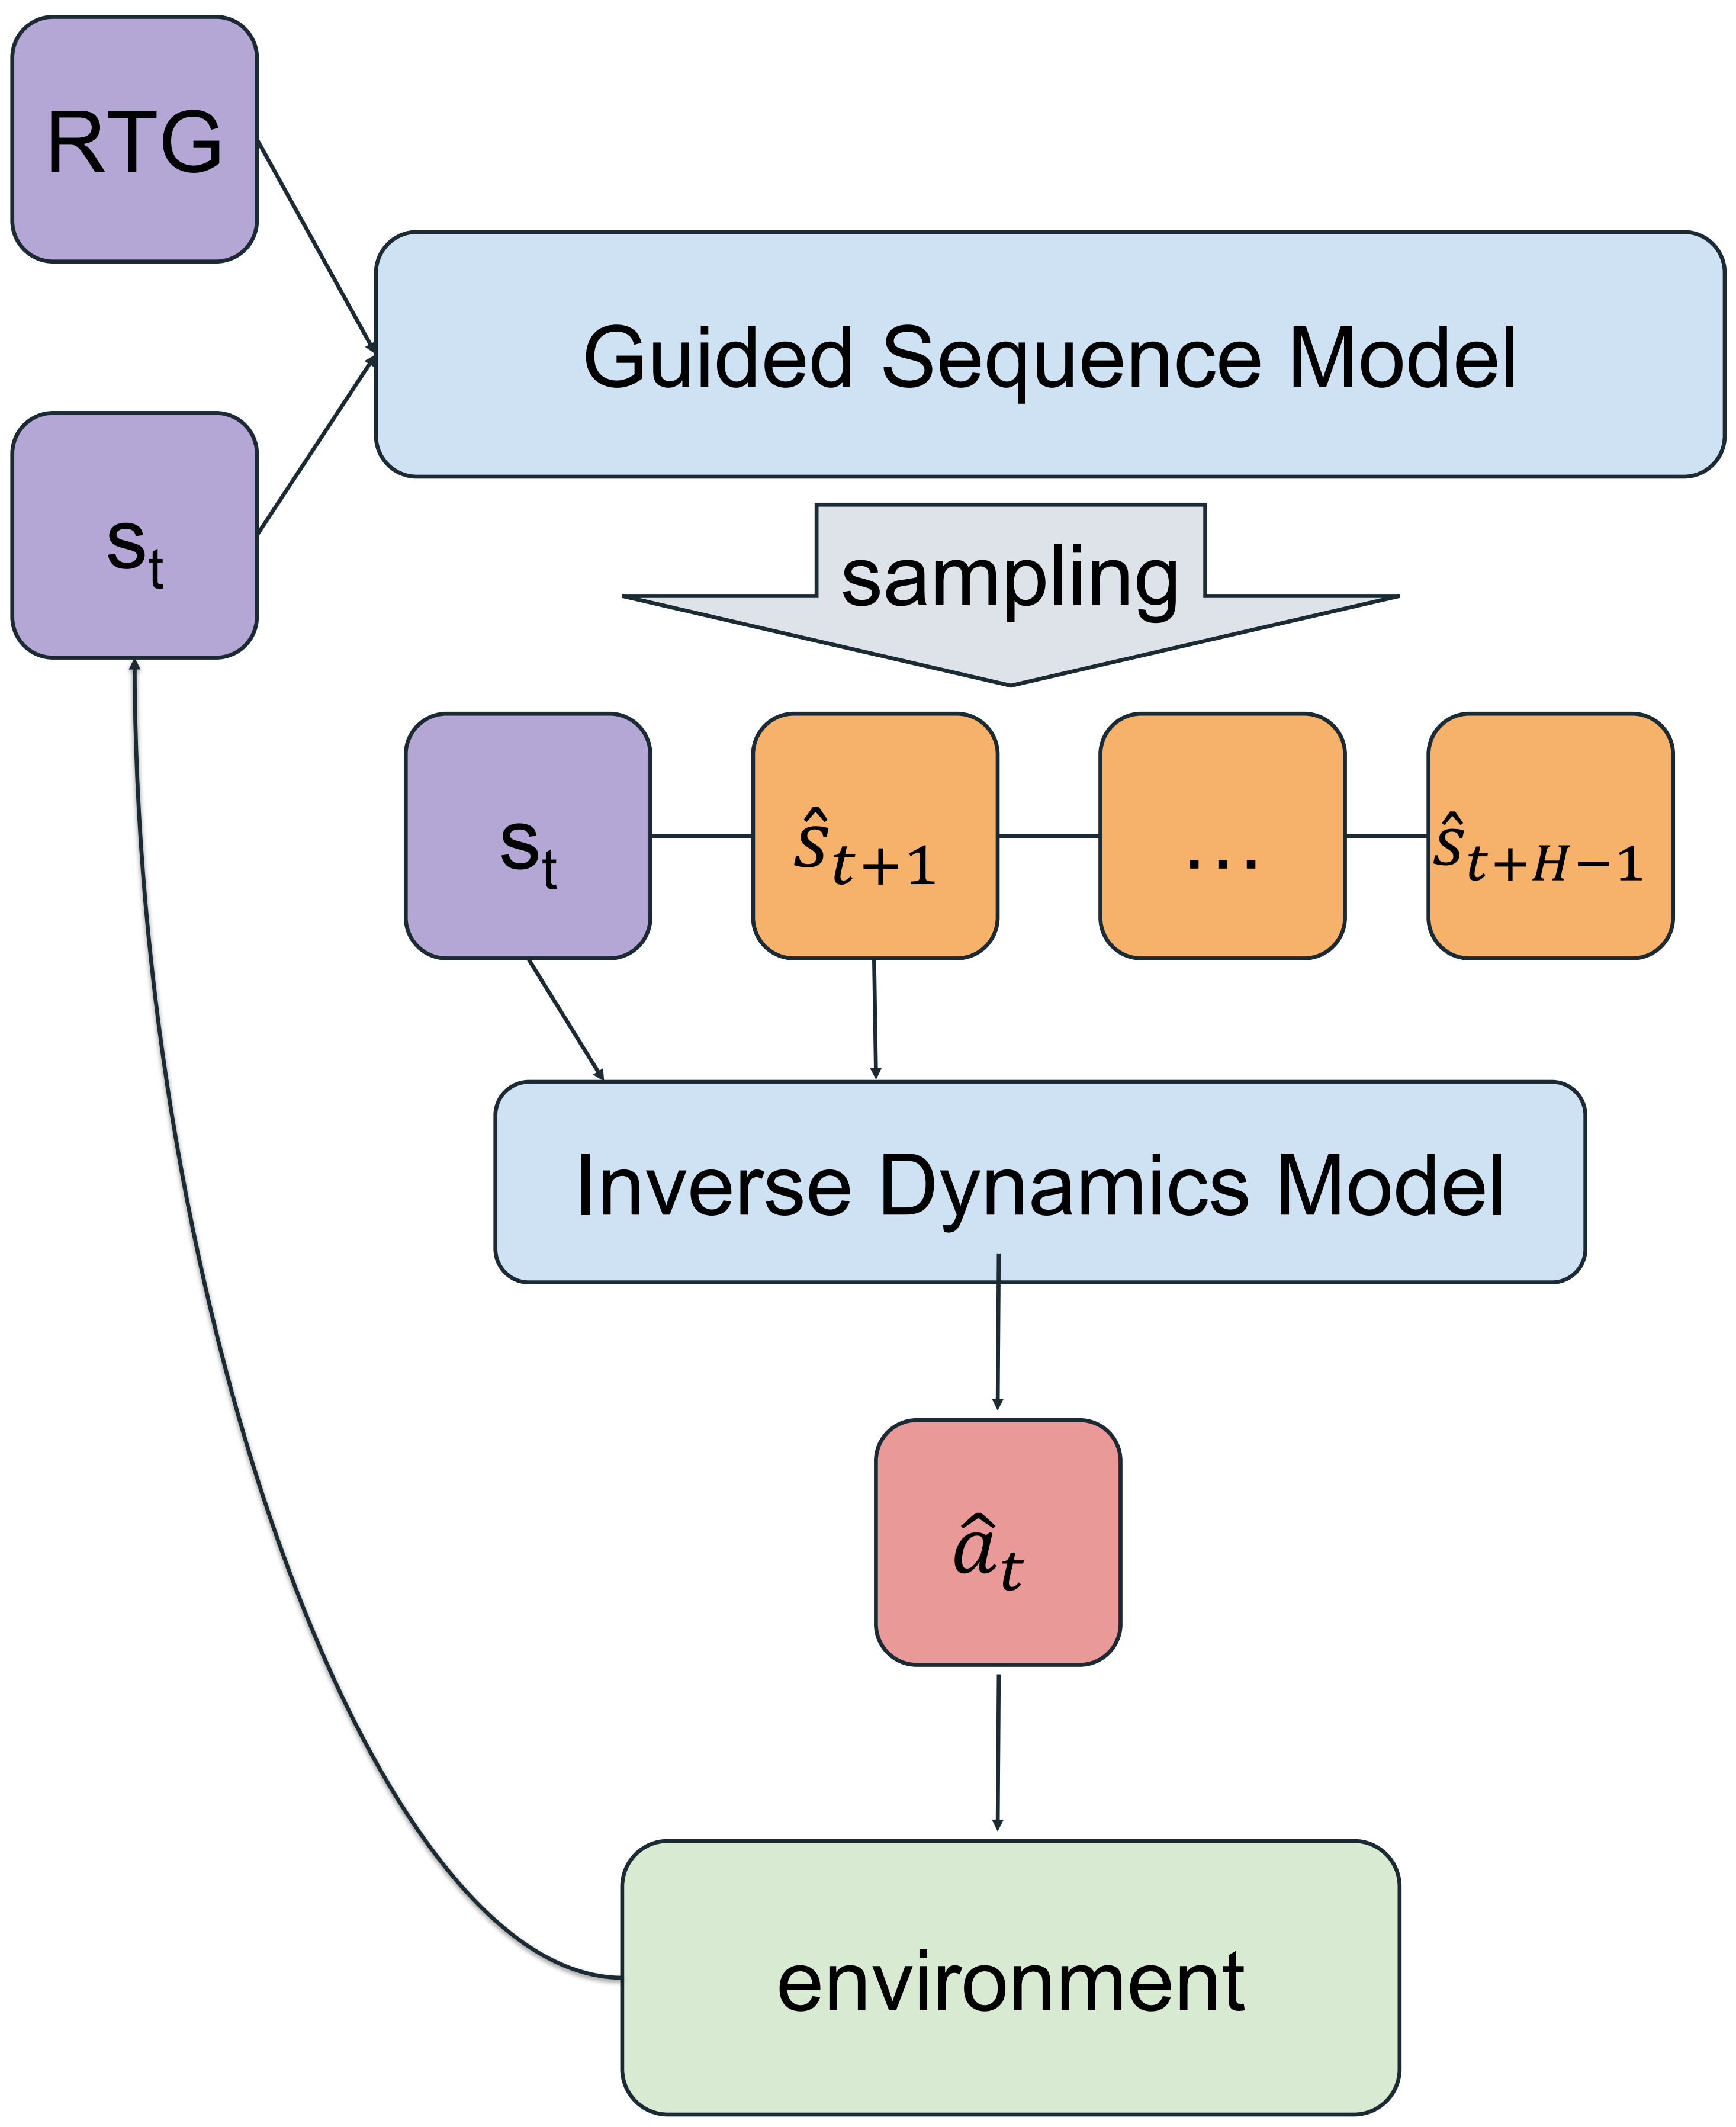 RTG
Guided Sequence Model
s_t
sampling
s_t
ŝ_{t+1}
...
ŝ_{t+H−1}
Inverse Dynamics Model
â_t
environment